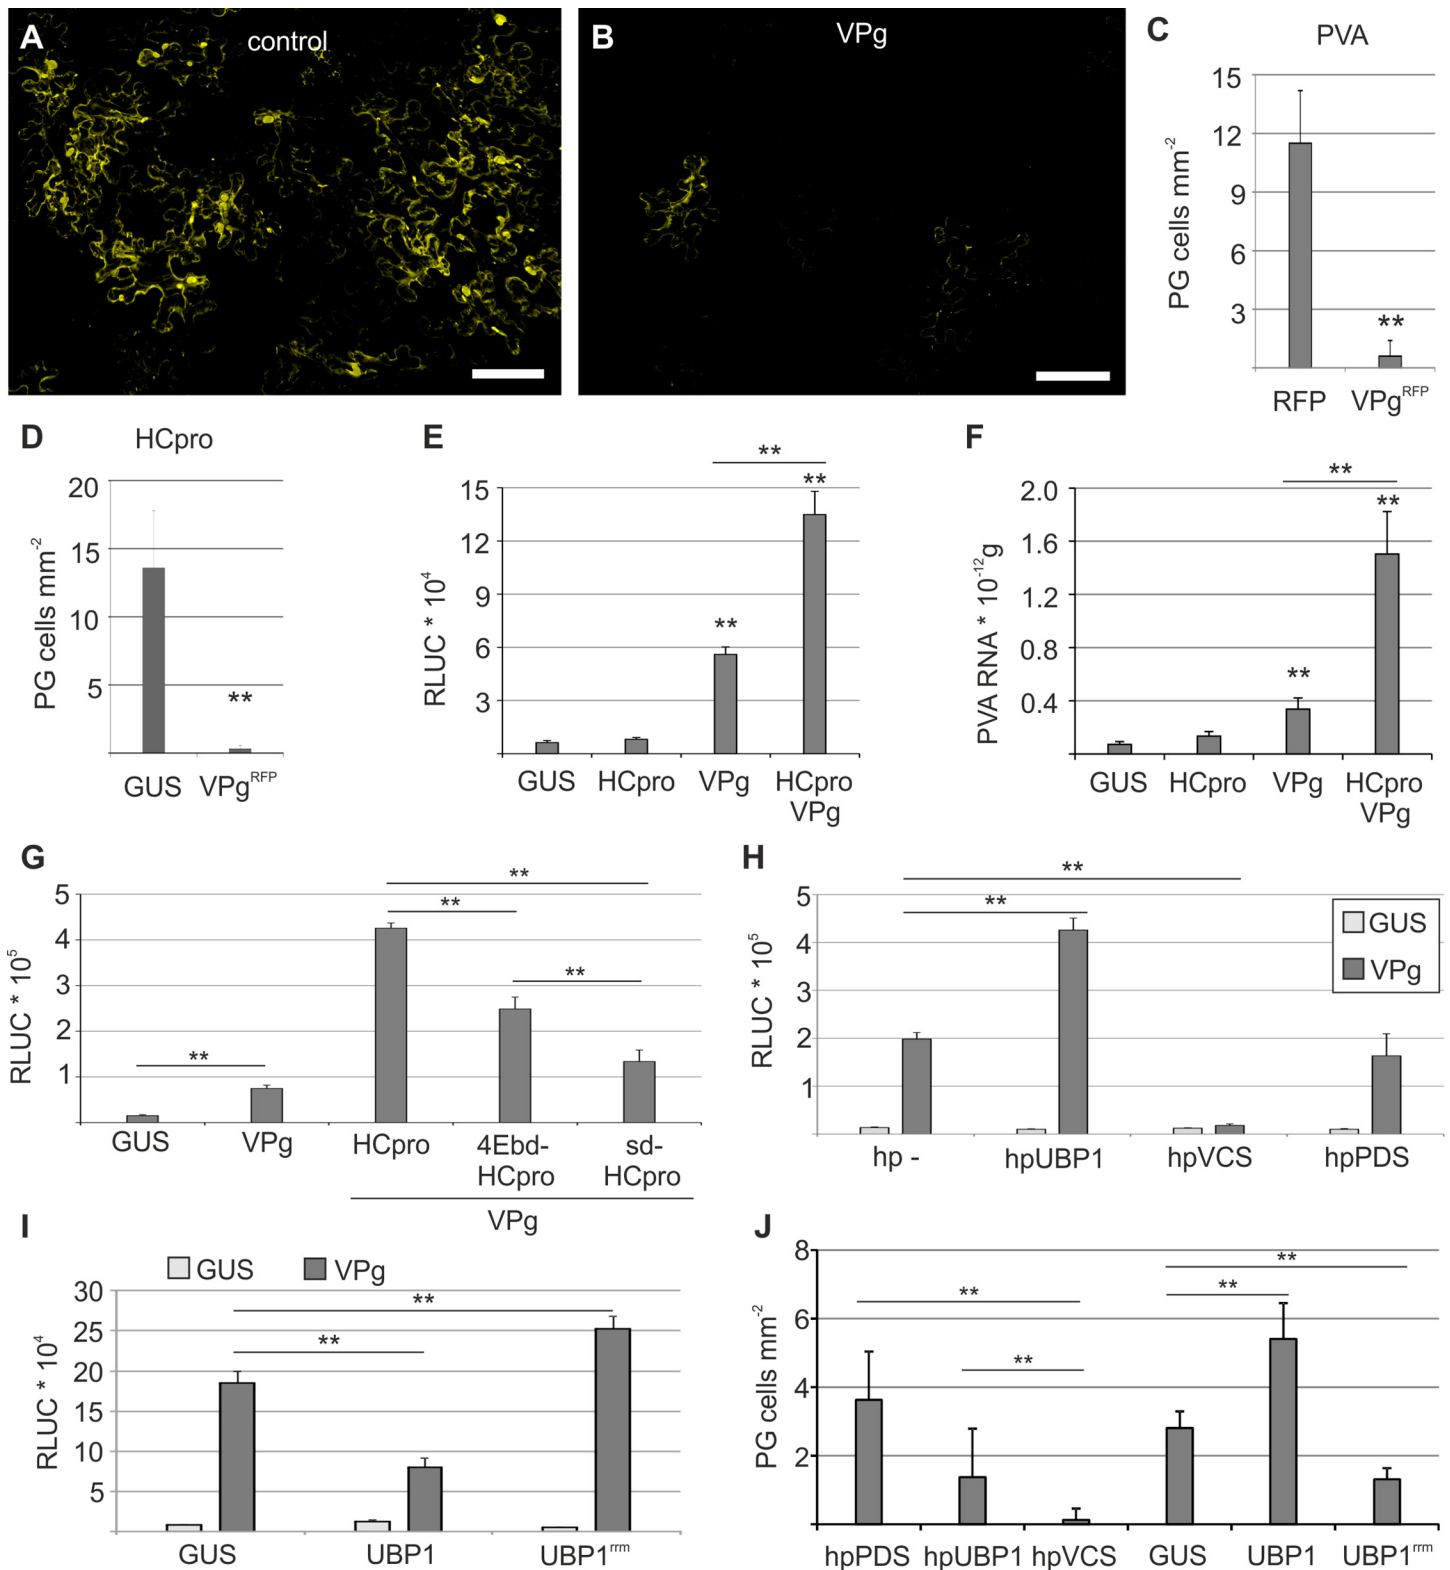 A
control
B
VPg
C
PVA
PG cells mm-2
15
12
9
6
3
**
RFP
VPgRFP
D
HCpro
PG cells mm-2
20
15
10
5
**
GUS
VPgRFP
E
RLUC * 10⁴
15
12
9
6
3
**
**
**
GUS
HCpro
VPg
HCpro
VPg
F
PVA RNA * 10-12g
2.0
1.6
1.2
0.8
0.4
**
**
**
GUS
HCpro
VPg
HCpro
VPg
G
RLUC * 10⁵
5
4
3
2
1
**
**
**
**
GUS
VPg
HCpro
4Ebd-
HCpro
sd-
HCpro
VPg
H
RLUC * 10⁵
5
4
3
2
1
**
**
GUS
VPg
hp -
hpUBP1
hpVCS
hpPDS
I
GUS
VPg
RLUC * 10⁴
30
25
20
15
10
5
**
**
GUS
UBP1
UBP1rrm
J
PG cells mm-2
8
6
4
2
**
**
**
**
hpPDS
hpUBP1
hpVCS
GUS
UBP1
UBP1rrm